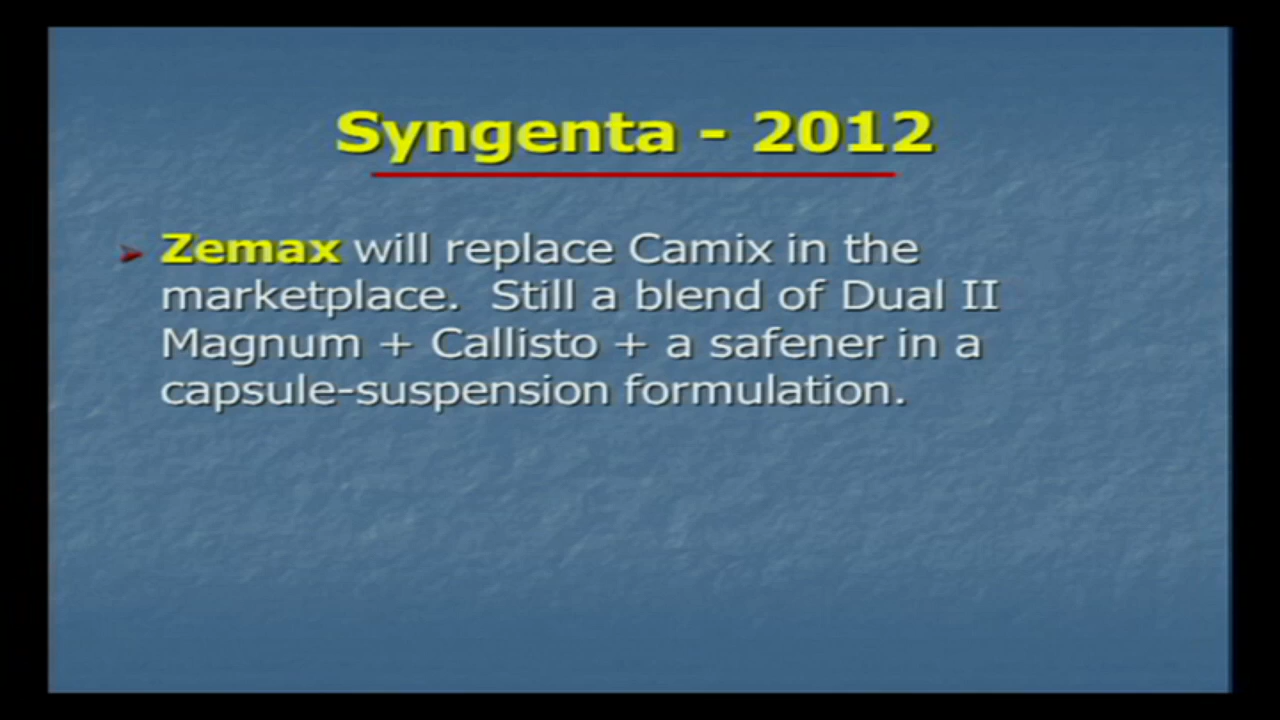 Syngenta - 2012
Zemax will replace Camix in the
marketplace. Still a blend of Dual II
Magnum + Callisto + a safener in a
capsule-suspension formulation.